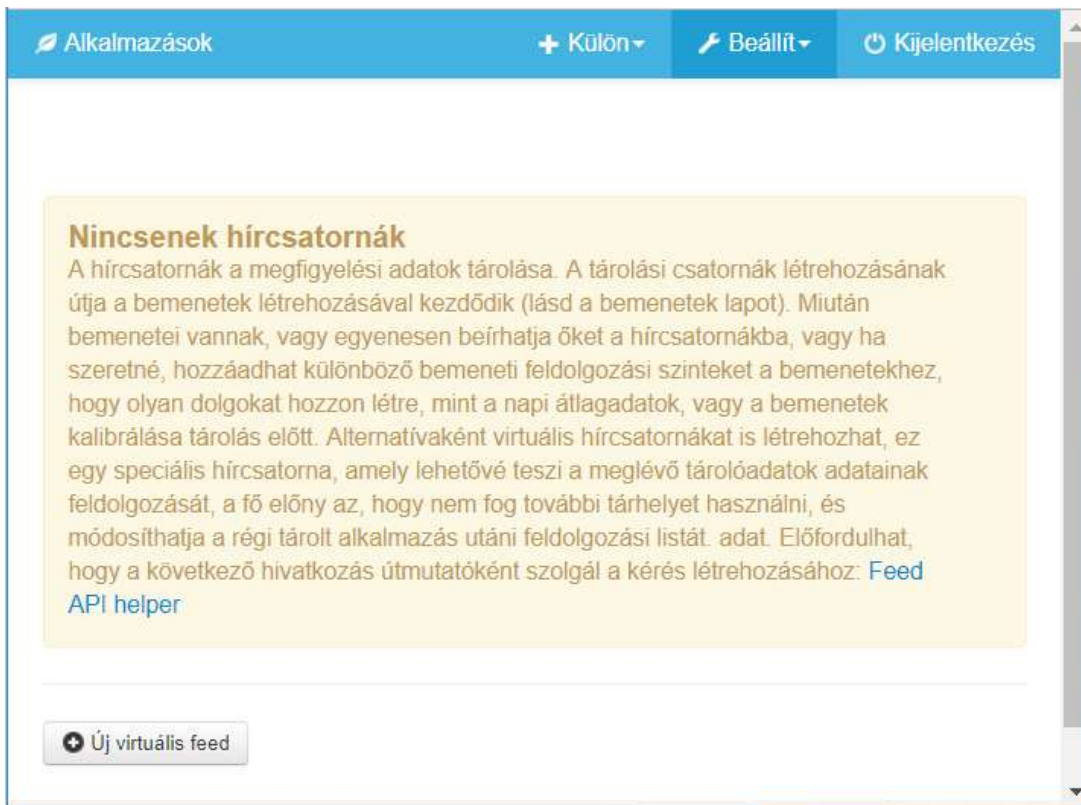 Alkalmazások Külön Beállít Kijelentkezés
Nincsenek hírcsatornák
A hírcsatornák a megfigyelési adatok tárolása. A tárolási csatornák létrehozásának
útja a bemenetek létrehozásával kezdődik (lásd a bemenetek lapot). Miután
bemenetei vannak, vagy egyenesen beírhatja őket a hírcsatornákba, vagy ha
szeretné, hozzáadhat különböző bemeneti feldolgozási szinteket a bemenetekhez,
hogy olyan dolgokat hozzon létre, mint a napi átlagadatok, vagy a bemenetek
kalibrálása tárolás előtt. Alternatívaként virtuális hírcsatornákat is létrehozhat, ez
egy speciális hírcsatorna, amely lehetővé teszi a meglévő tárolóadatok adatainak
feldolgozását, a fő előny az, hogy nem fog további tárhelyet használni, és
módosíthatja a régi tárolt alkalmazás utáni feldolgozási listát. adat. Előfordulhat,
hogy a következő hivatkozás útmutatóként szolgál a kérés létrehozásához: Feed
API helper
Új virtuális feed